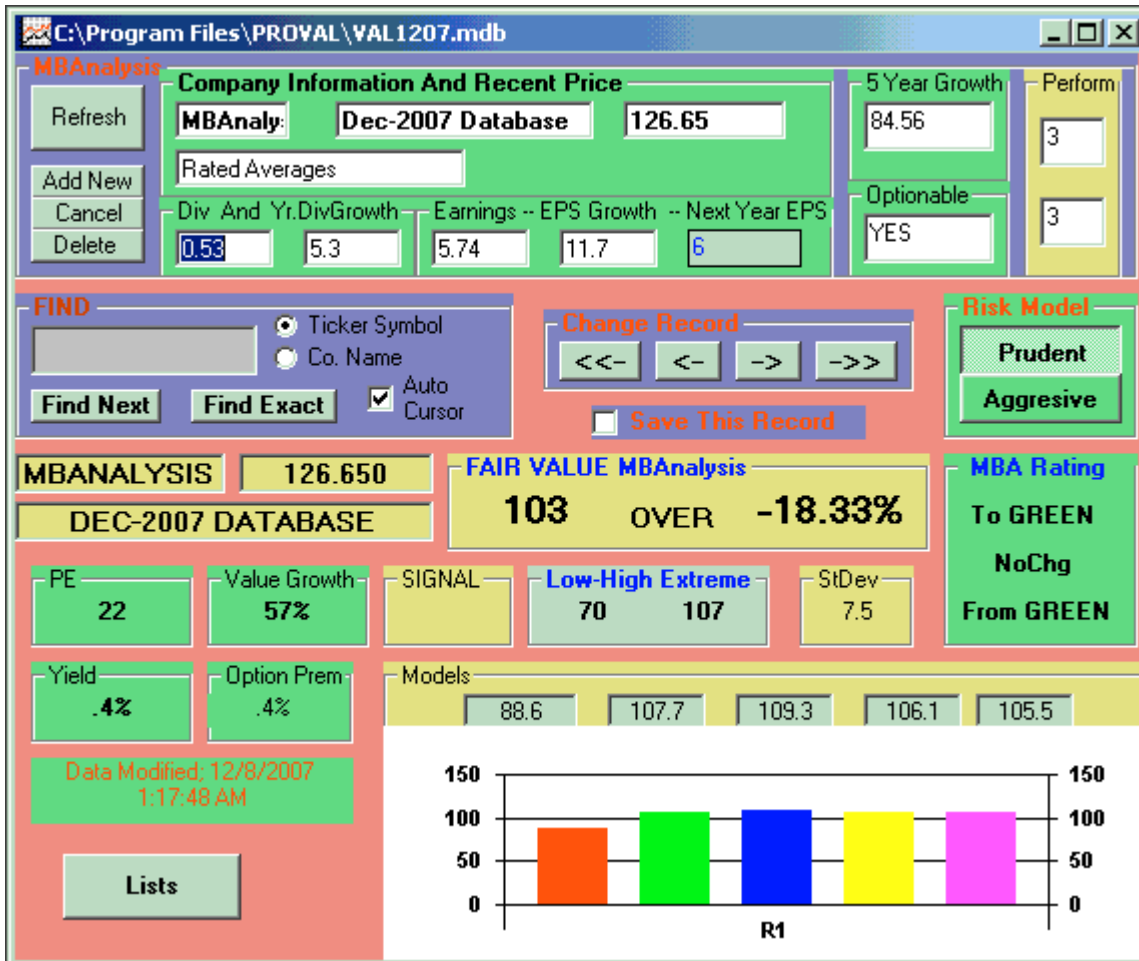 C:\Program Files\PROVAL\VAL1207.mdb
MBAnalysis
Refresh
Add New
Cancel
Delete
Company Information And Recent Price
MBAnaly: Dec-2007 Database 126.65
Rated Averages
Div And Yr.DivGrowth
0.53 5.3
Earnings -- EPS Growth -- Next Year EPS
5.74 11.7 6
5 Year Growth
84.56
Optionable
YES
Perform
3
3
FIND
Ticker Symbol
Co. Name
Auto Cursor
Find Next Find Exact
Change Record
<<- <- -> ->>
Save This Record
Risk Model
Prudent
Aggresive
MBANALYSIS 126.650
DEC-2007 DATABASE
FAIR VALUE MBAnalysis
103 OVER -18.33%
MBA Rating
To GREEN
NoChg
From GREEN
PE
22
Value Growth
57%
SIGNAL
Low-High Extreme
70 107
StDev
7.5
Yield
.4%
Option Prem
.4%
Models
88.6 107.7 109.3 106.1 105.5
Data Modified; 12/8/2007
1:17:48 AM
Lists
150 150
100 100
50 50
0 0
R1